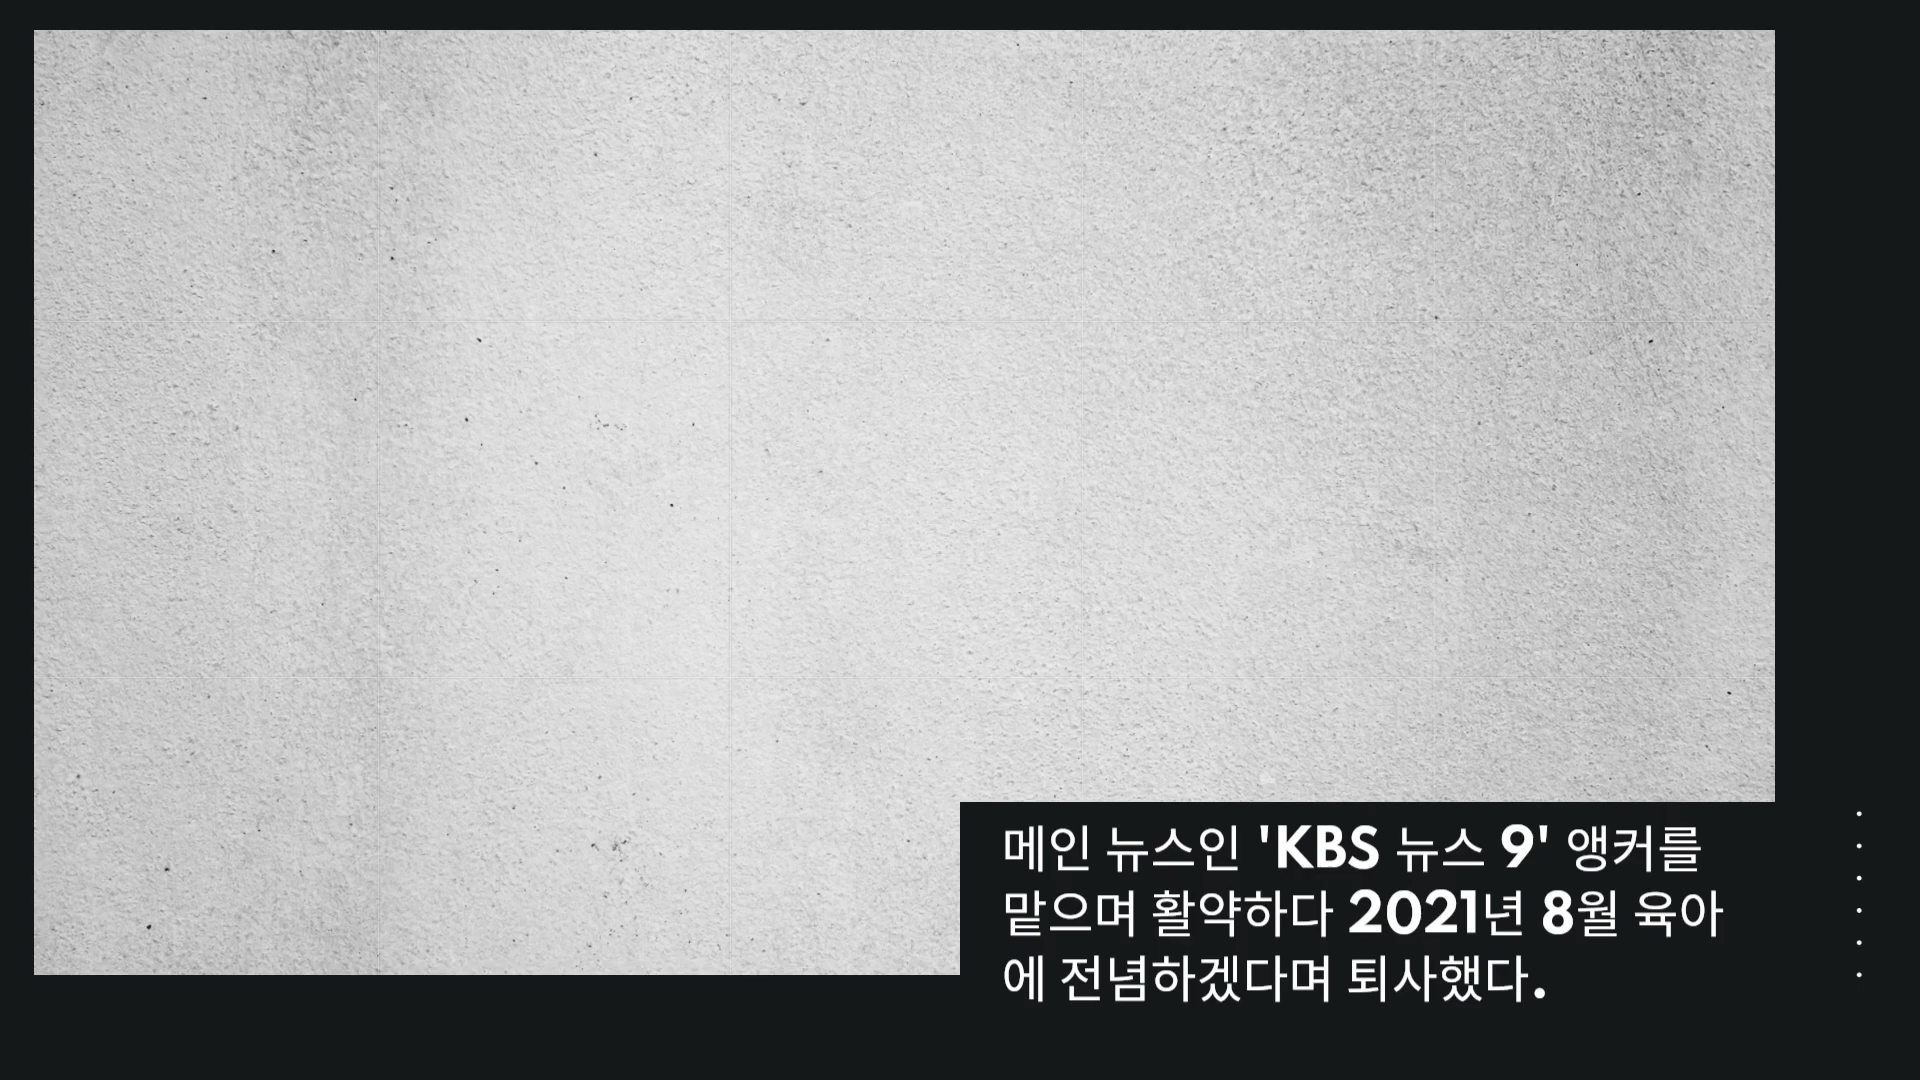 메인 뉴스인 'KBS 뉴스 9' 앵커를
맡으며 활약하다 2021년 8월 육아
에 전념하겠다며 퇴사했다.